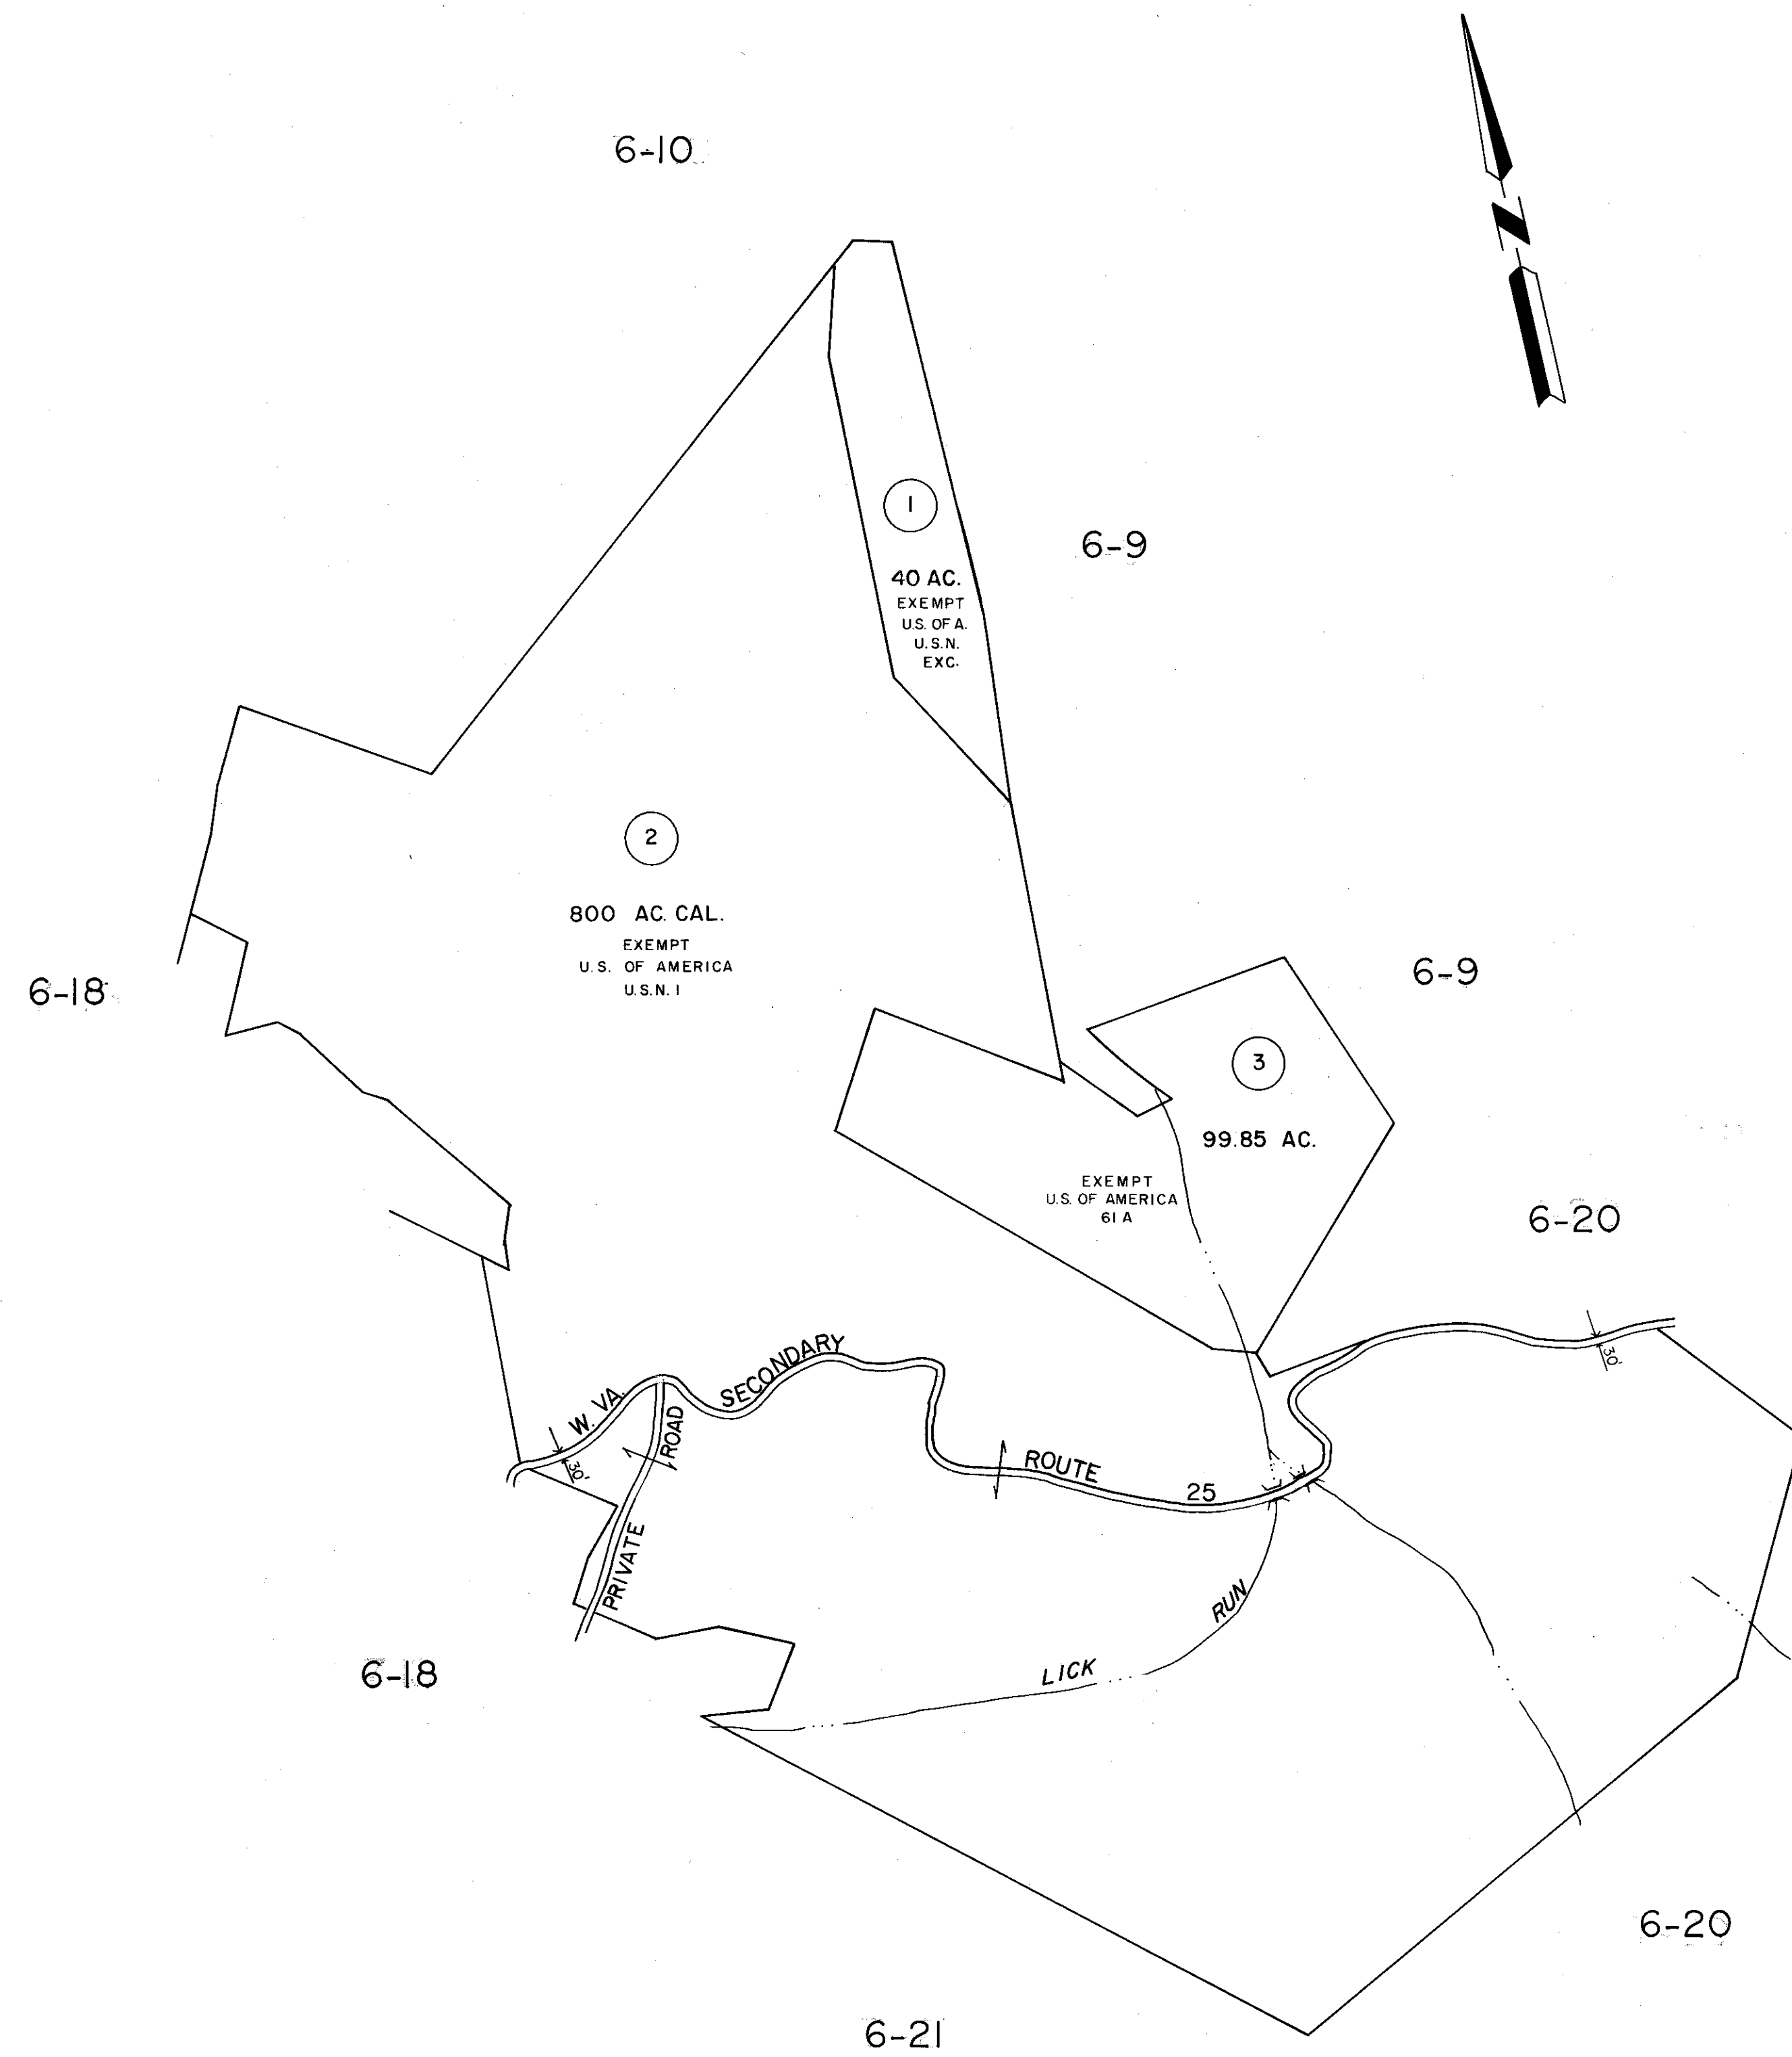 6-10
N
1
6-9
40 AC.
EXEMPT
U.S. OF A.
U.S.N.
EXC.
2
800 AC. CAL.
EXEMPT
U.S. OF AMERICA
U.S.N. 1
6-18
6-9
3
99.85 AC.
EXEMPT
U.S. OF AMERICA
61 A
6-20
30'
W. VA. SECONDARY ROUTE 25
30'
PRIVATE ROAD
LICK RUN
6-18
6-20
6-21